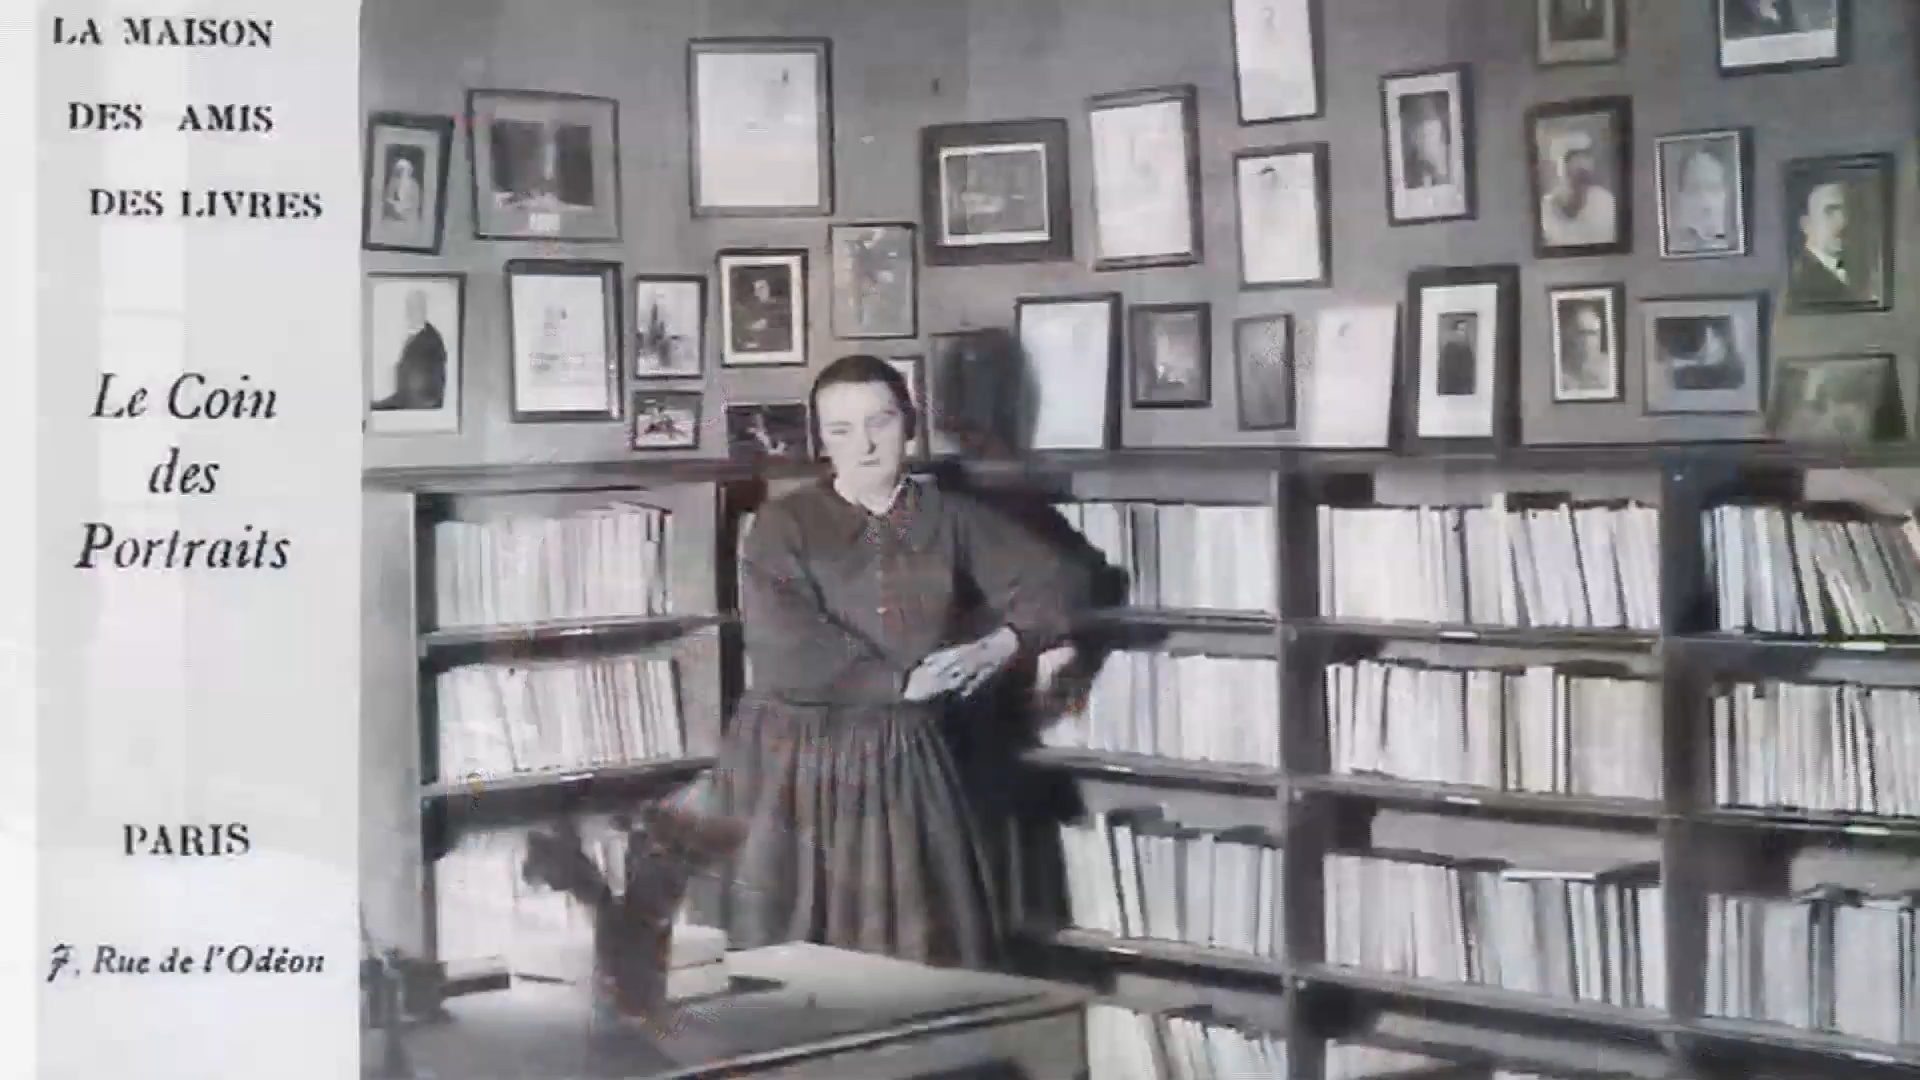 LA MAISON
DES AMIS
DES LIVRES
Le Coin
des
Portraits
PARIS
7, Rue de l'Odéon